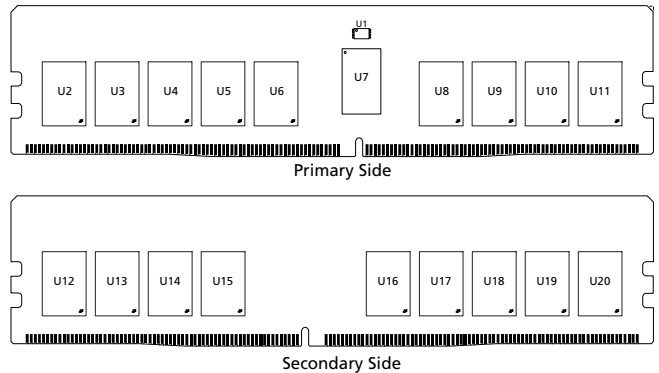 U1
U2 U3 U4 U5 U6 U7 U8 U9 U10 U11
Primary Side
U12 U13 U14 U15 U16 U17 U18 U19 U20
Secondary Side